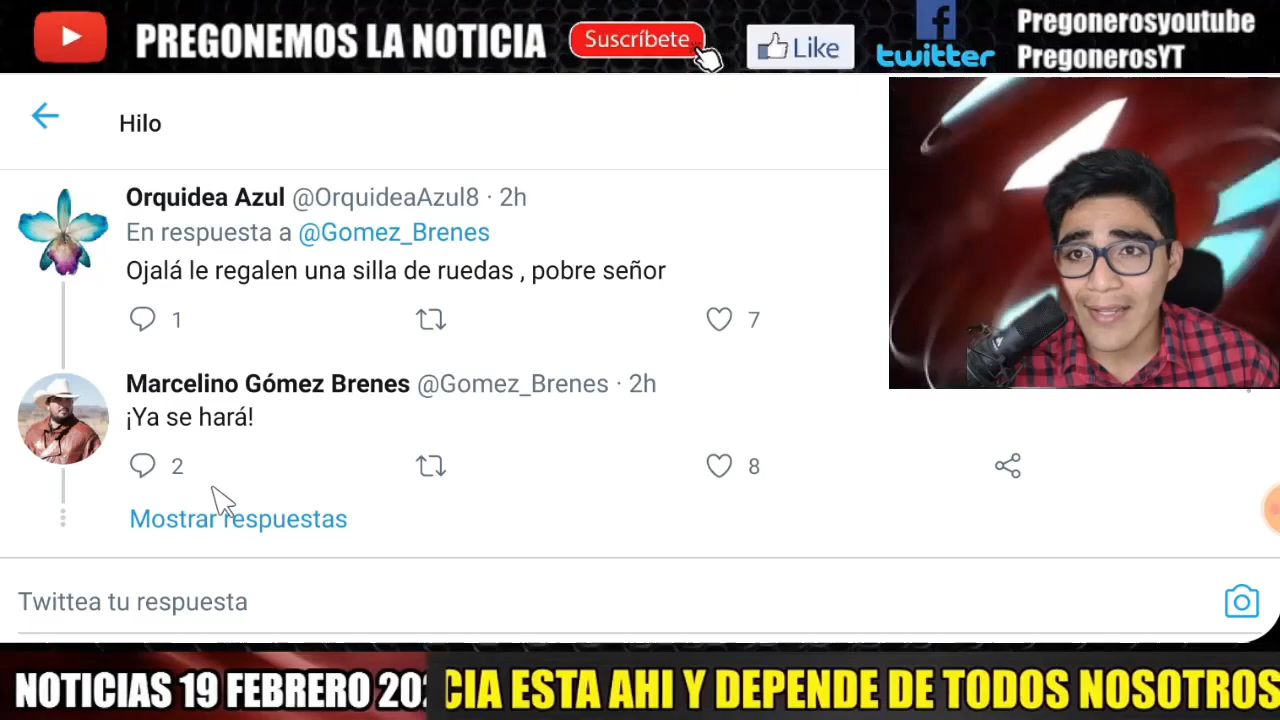 PREGONEMOS LA NOTICIA
Suscríbete
Like
twitter
Pregonerosyoutube
PregonerosYT
Hilo
Orquidea Azul @OrquideaAzul8 · 2h
En respuesta a @Gomez_Brenes
Ojalá le regalen una silla de ruedas , pobre señor
1
7
Marcelino Gómez Brenes @Gomez_Brenes · 2h
¡Ya se hará!
2
8
Mostrar respuestas
Twittea tu respuesta
NOTICIAS 19 FEBRERO 202
CIA ESTA AHI Y DEPENDE DE TODOS NOSOTROS